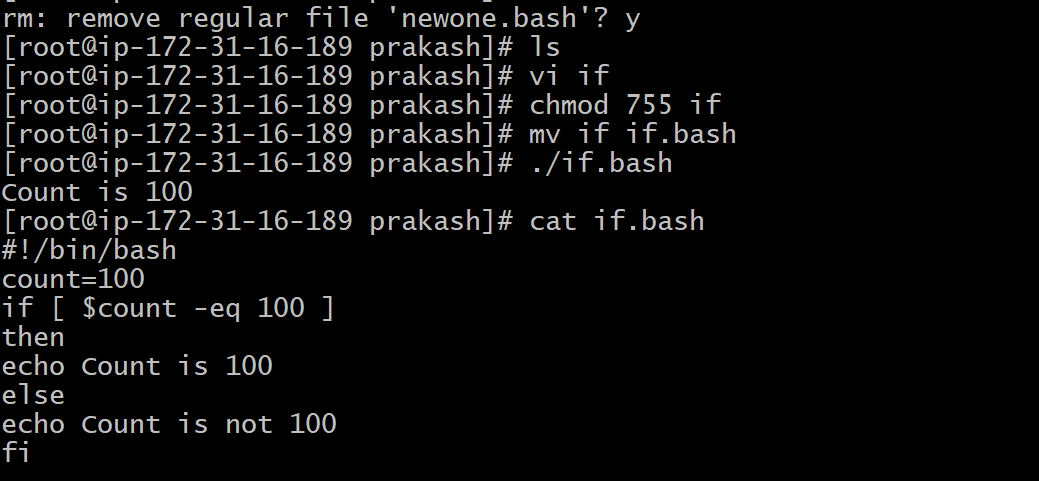 rm: remove regular file 'newone.bash'? y
[root@ip-172-31-16-189 prakash]# ls
[root@ip-172-31-16-189 prakash]# vi if
[root@ip-172-31-16-189 prakash]# chmod 755 if
[root@ip-172-31-16-189 prakash]# mv if if.bash
[root@ip-172-31-16-189 prakash]# ./if.bash
Count is 100
[root@ip-172-31-16-189 prakash]# cat if.bash
#!/bin/bash
count=100
if [ $count -eq 100 ]
then
echo Count is 100
else
echo Count is not 100
fi